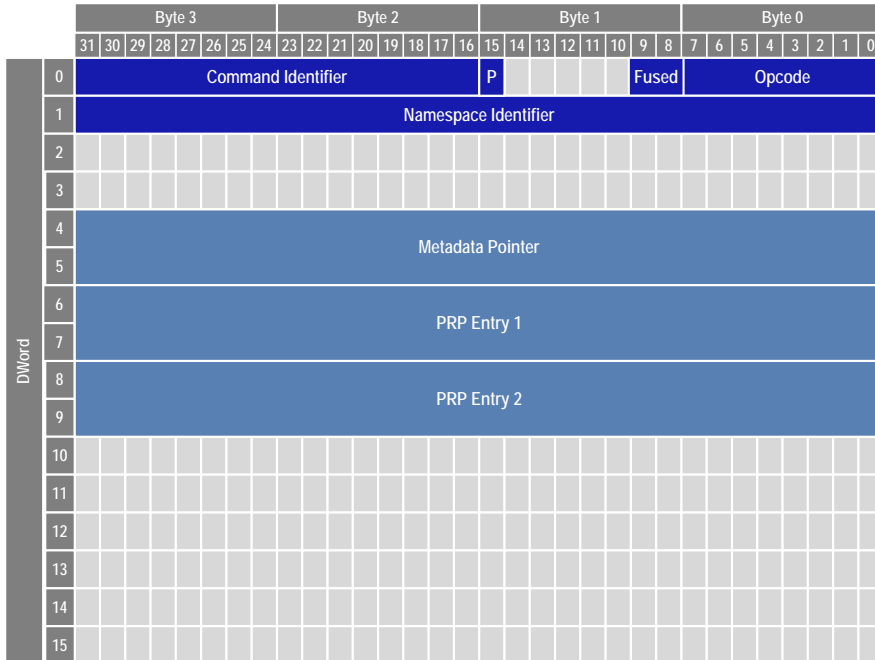 Byte 3 Byte 2 Byte 1 Byte 0
31 30 29 28 27 26 25 24 23 22 21 20 19 18 17 16 15 14 13 12 11 10 9 8 7 6 5 4 3 2 1 0
DWord
0 Command Identifier P Fused Opcode
1 Namespace Identifier
2
3
4
Metadata Pointer
5
6
PRP Entry 1
7
8
PRP Entry 2
9
10
11
12
13
14
15